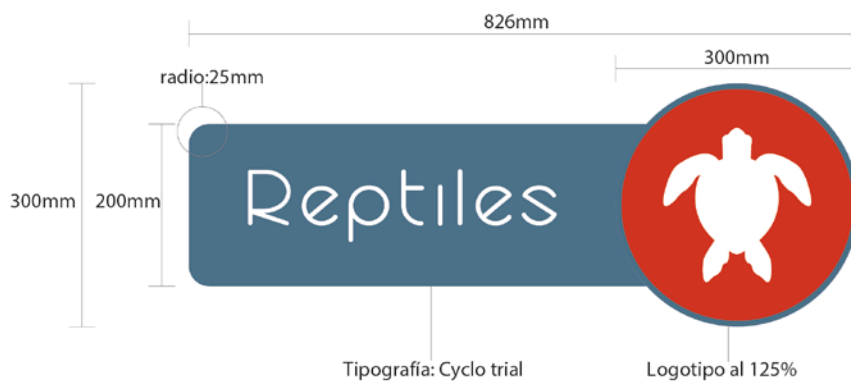 826mm
300mm
radio:25mm
300mm
200mm
Reptiles
Tipografía: Cyclo trial
Logotipo al 125%